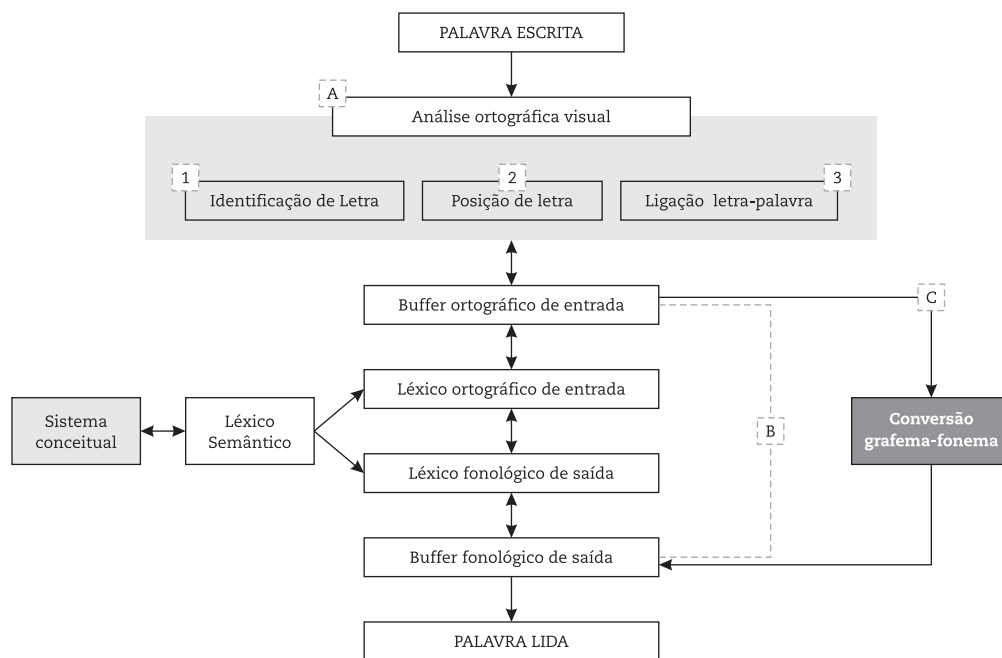 PALAVRA ESCRITA
A
Análise ortográfica visual
1
Identificação de Letra
2
Posição de letra
3
Ligação letra-palavra
Buffer ortográfico de entrada
C
Léxico ortográfico de entrada
Sistema
conceitual
Léxico
Semântico
B
Conversão
grafema-fonema
Léxico fonológico de saída
Buffer fonológico de saída
PALAVRA LIDA